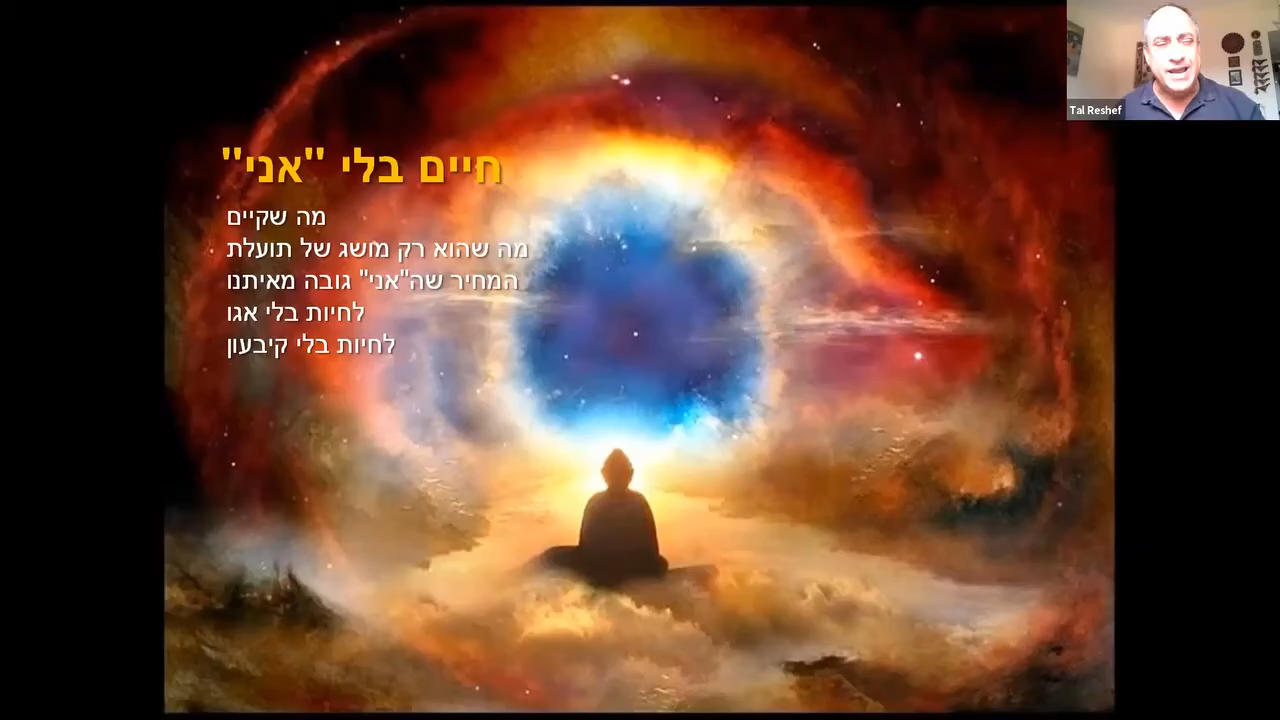 חיים בלי "אני"
מה שקיים
מה שהוא רק מושג של תועלת
המחיר שה"אני" גובה מאיתנו
לחיות בלי אגו
לחיות בלי קיבעון
Tal Reshef